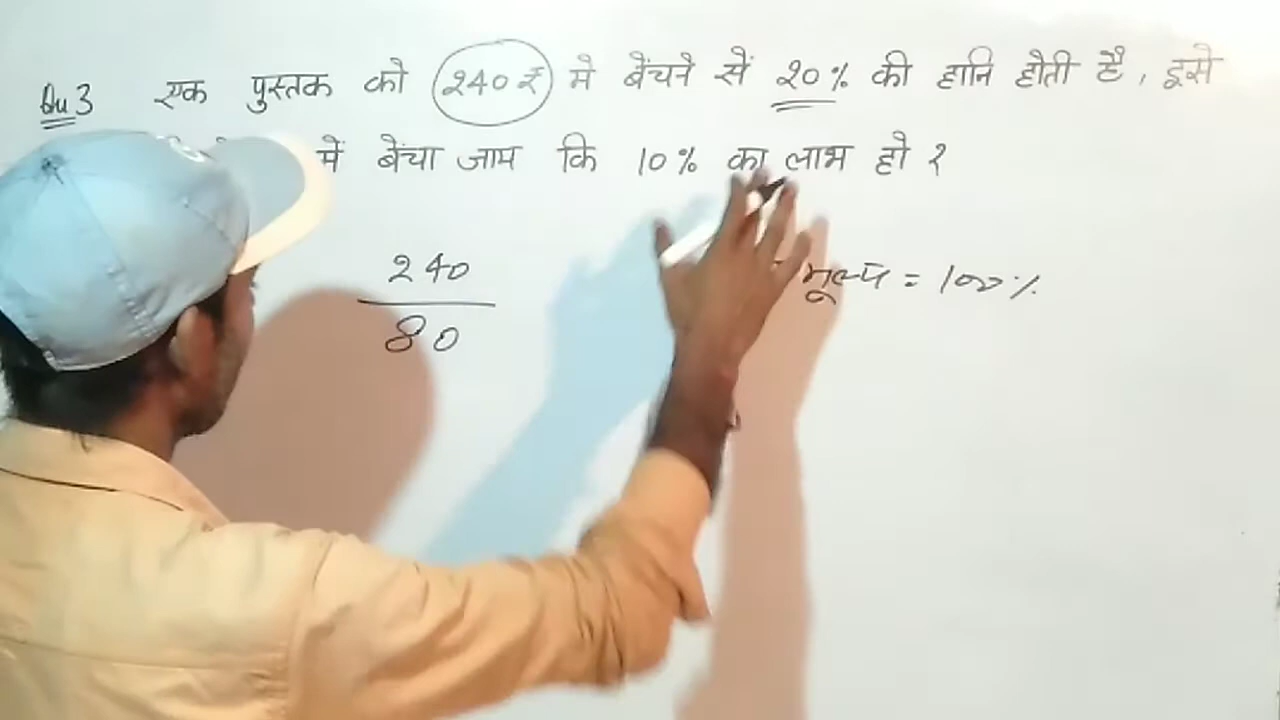 Qu 3 एक पुस्तक को 240 ₹ मे बेंचने सें 20% की हानि होती है, इसे
में बेंचा जाय कि 10% का लाभ हो ?
240
80
मूल्य = 100%